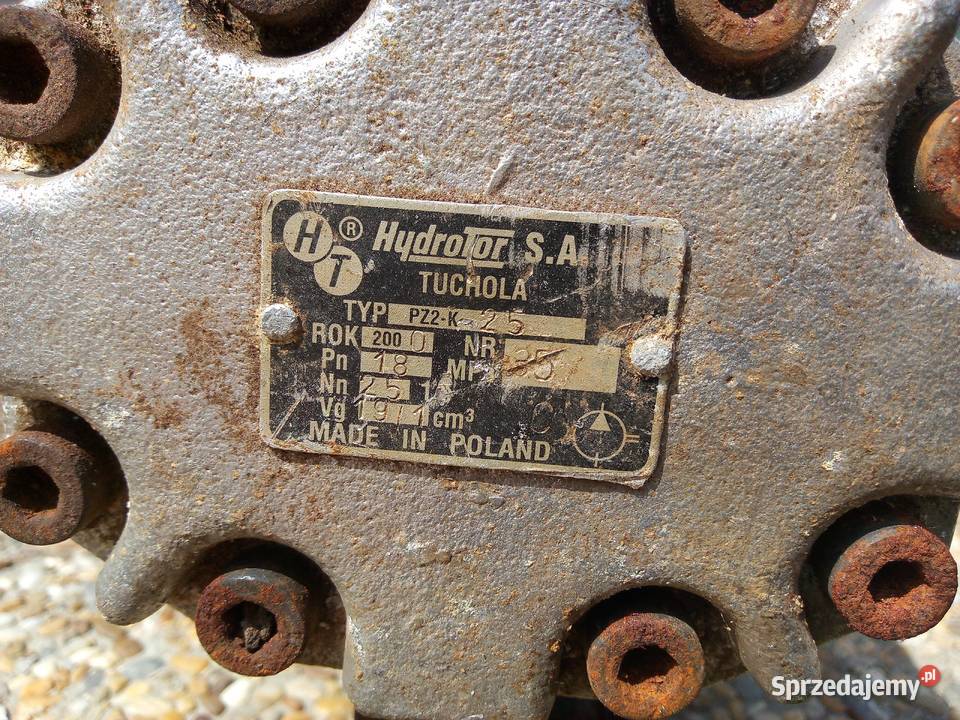 HT ® HydroTor S.A.
TUCHOLA
TYP PZ2-K-25
ROK 2000 NR
Pn 18 MPa
Nn 25
Vg cm³
MADE IN POLAND
Sprzedajemy.pl